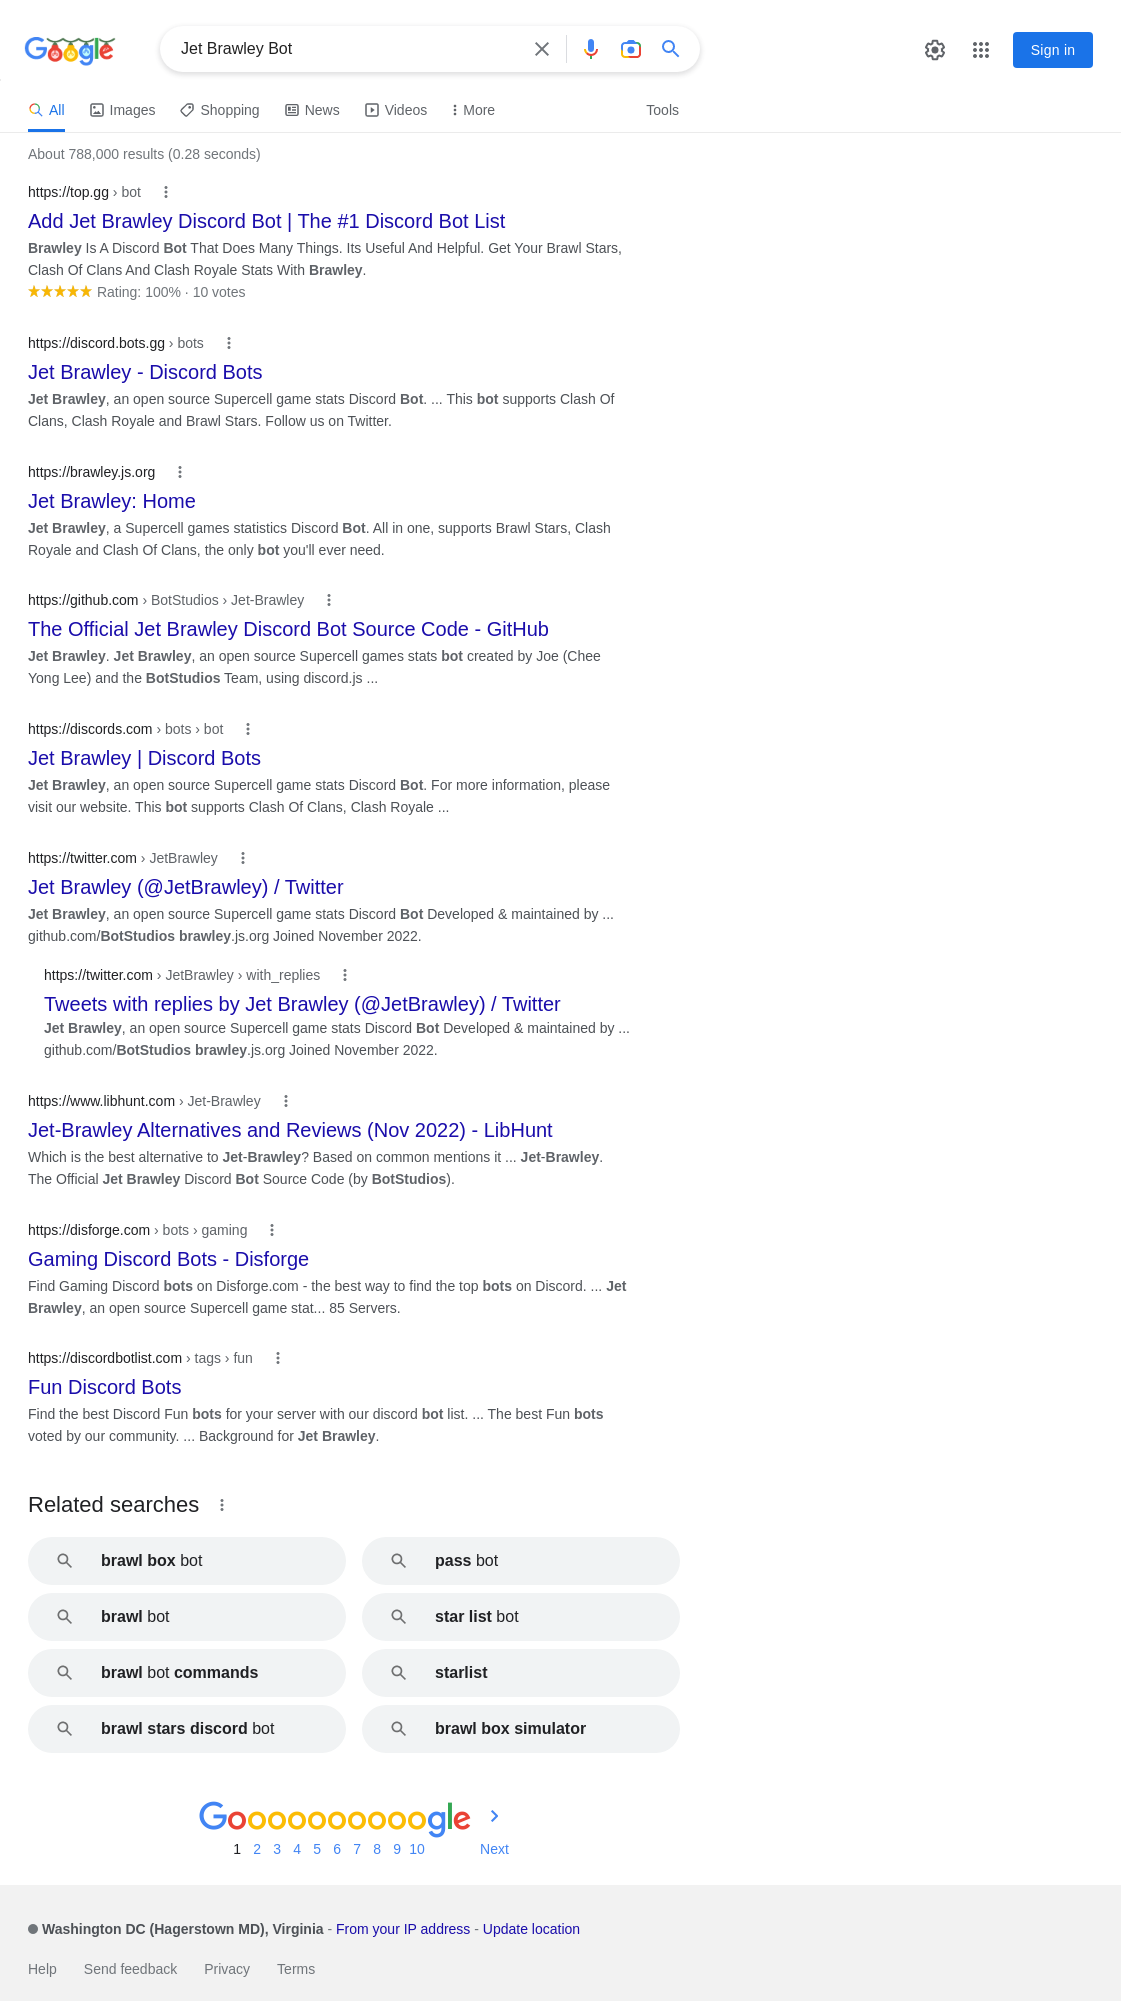 Google
Jet Brawley Bot
Sign in
All Images Shopping News Videos More Tools
About 788,000 results (0.28 seconds)
https://top.gg › bot
Add Jet Brawley Discord Bot | The #1 Discord Bot List
Brawley Is A Discord Bot That Does Many Things. Its Useful And Helpful. Get Your Brawl Stars,
Clash Of Clans And Clash Royale Stats With Brawley.
Rating: 100% · 10 votes
https://discord.bots.gg › bots
Jet Brawley - Discord Bots
Jet Brawley, an open source Supercell game stats Discord Bot. ... This bot supports Clash Of
Clans, Clash Royale and Brawl Stars. Follow us on Twitter.
https://brawley.js.org
Jet Brawley: Home
Jet Brawley, a Supercell games statistics Discord Bot. All in one, supports Brawl Stars, Clash
Royale and Clash Of Clans, the only bot you'll ever need.
https://github.com › BotStudios › Jet-Brawley
The Official Jet Brawley Discord Bot Source Code - GitHub
Jet Brawley. Jet Brawley, an open source Supercell games stats bot created by Joe (Chee
Yong Lee) and the BotStudios Team, using discord.js ...
https://discords.com › bots › bot
Jet Brawley | Discord Bots
Jet Brawley, an open source Supercell game stats Discord Bot. For more information, please
visit our website. This bot supports Clash Of Clans, Clash Royale ...
https://twitter.com › JetBrawley
Jet Brawley (@JetBrawley) / Twitter
Jet Brawley, an open source Supercell game stats Discord Bot Developed & maintained by ...
github.com/BotStudios brawley.js.org Joined November 2022.
https://twitter.com › JetBrawley › with_replies
Tweets with replies by Jet Brawley (@JetBrawley) / Twitter
Jet Brawley, an open source Supercell game stats Discord Bot Developed & maintained by ...
github.com/BotStudios brawley.js.org Joined November 2022.
https://www.libhunt.com › Jet-Brawley
Jet-Brawley Alternatives and Reviews (Nov 2022) - LibHunt
Which is the best alternative to Jet-Brawley? Based on common mentions it ... Jet-Brawley.
The Official Jet Brawley Discord Bot Source Code (by BotStudios).
https://disforge.com › bots › gaming
Gaming Discord Bots - Disforge
Find Gaming Discord bots on Disforge.com - the best way to find the top bots on Discord. ... Jet
Brawley, an open source Supercell game stat... 85 Servers.
https://discordbotlist.com › tags › fun
Fun Discord Bots
Find the best Discord Fun bots for your server with our discord bot list. ... The best Fun bots
voted by our community. ... Background for Jet Brawley.
Related searches
brawl box bot
pass bot
brawl bot
star list bot
brawl bot commands
starlist
brawl stars discord bot
brawl box simulator
Goooooooooogle
1 2 3 4 5 6 7 8 9 10 Next
Washington DC (Hagerstown MD), Virginia - From your IP address - Update location
Help Send feedback Privacy Terms